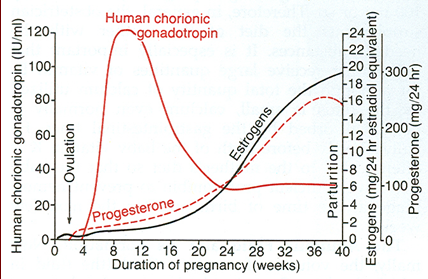 Human chorionic
gonadotropin
Human chorionic gonadotropin (IU/ml)
120
100
80
60
40
20
0
Ovulation
Progesterone
Estrogens
Parturition
0 4 8 12 16 20 24 28 32 36 40
Duration of pregnancy (weeks)
24
22
20
18
16
14
12
10
8
6
4
2
0
Estrogens (mg/24 hr estradiol equivalent)
300
200
100
0
Progesterone (mg/24 hr)